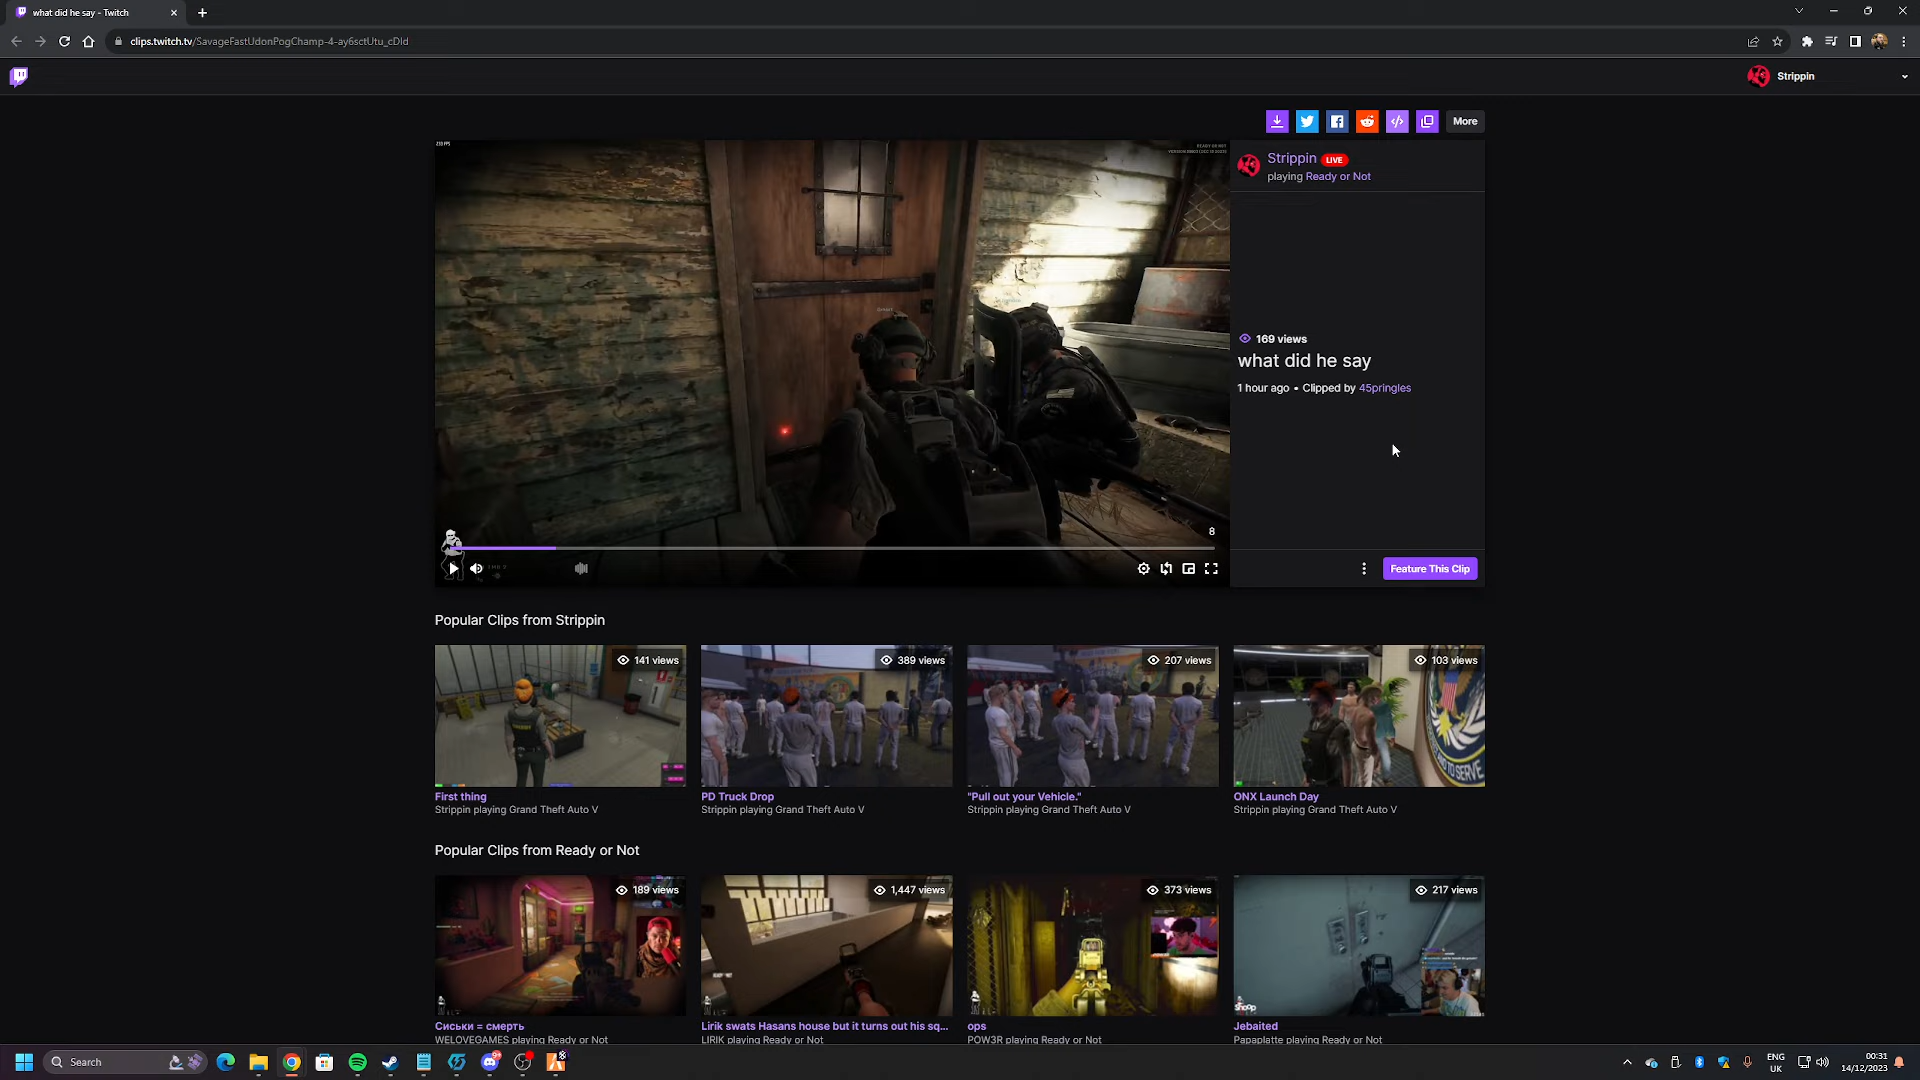 what did he say - Twitch
clips.twitch.tv/SavageFastUdonPogChamp-4-ay6sctUtu_cDld
Strippin
More
233 FPS
READY OR NOT
Strippin LIVE
playing Ready or Not
169 views
what did he say
1 hour ago • Clipped by 45pringles
8
Feature This Clip
Popular Clips from Strippin
141 views
389 views
207 views
103 views
First thing
Strippin playing Grand Theft Auto V
PD Truck Drop
Strippin playing Grand Theft Auto V
"Pull out your Vehicle."
Strippin playing Grand Theft Auto V
ONX Launch Day
Strippin playing Grand Theft Auto V
Popular Clips from Ready or Not
189 views
1,447 views
373 views
217 views
Сиськи = смерть
WELOVEGAMES playing Ready or Not
Lirik swats Hasans house but it turns out his sq...
LIRIK playing Ready or Not
ops
POW3R playing Ready or Not
Jebaited
Papaplatte playing Ready or Not
Search
ENG
UK
00:31
14/12/2023